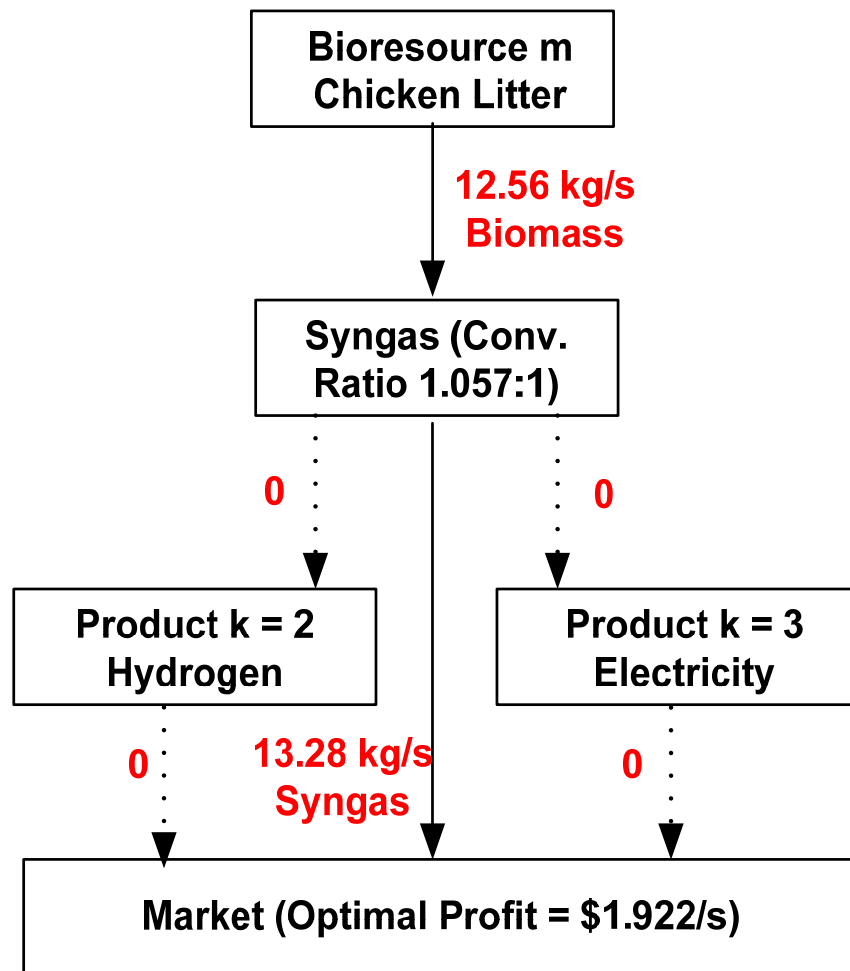 Bioresource m
Chicken Litter
12.56 kg/s
Biomass
Syngas (Conv.
Ratio 1.057:1)
0
0
Product k = 2
Hydrogen
Product k = 3
Electricity
0
13.28 kg/s
Syngas
0
Market (Optimal Profit = $1.922/s)